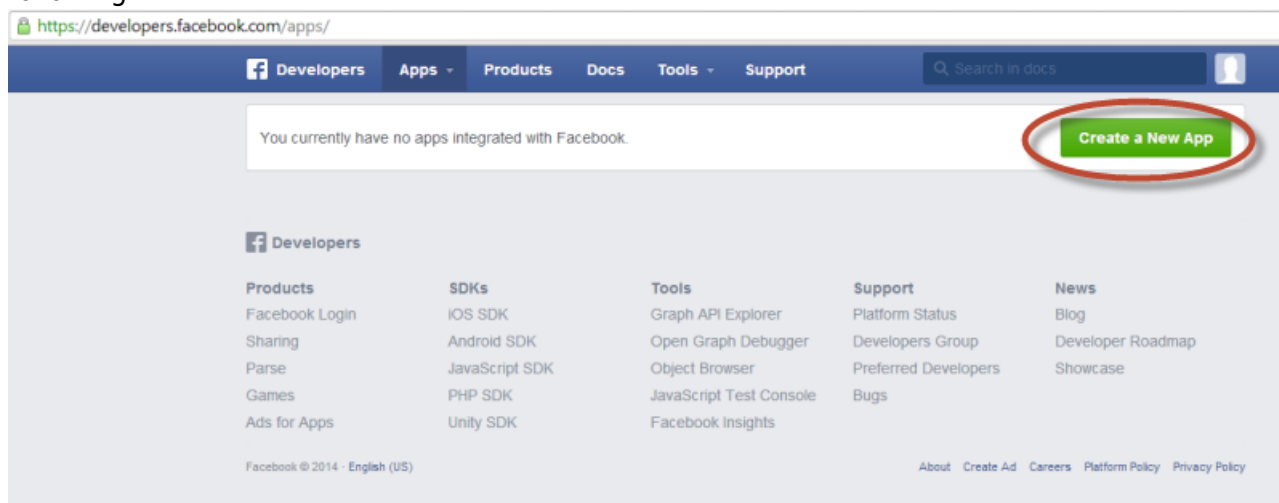 https://developers.facebook.com/apps/
Developers Apps Products Docs Tools Support Search in docs
You currently have no apps integrated with Facebook. Create a New App
Developers
Products SDKs Tools Support News
Facebook Login iOS SDK Graph API Explorer Platform Status Blog
Sharing Android SDK Open Graph Debugger Developers Group Developer Roadmap
Parse JavaScript SDK Object Browser Preferred Developers Showcase
Games PHP SDK JavaScript Test Console Bugs
Ads for Apps Unity SDK Facebook Insights
Facebook © 2014 · English (US) About Create Ad Careers Platform Policy Privacy Policy